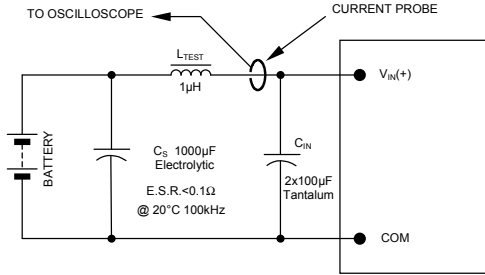 TO OSCILLOSCOPE
CURRENT PROBE
LTEST
1µH
VIN(+)
BATTERY
CS 1000µF
Electrolytic
E.S.R.<0.1Ω
@ 20°C 100kHz
CIN
2x100µF
Tantalum
COM